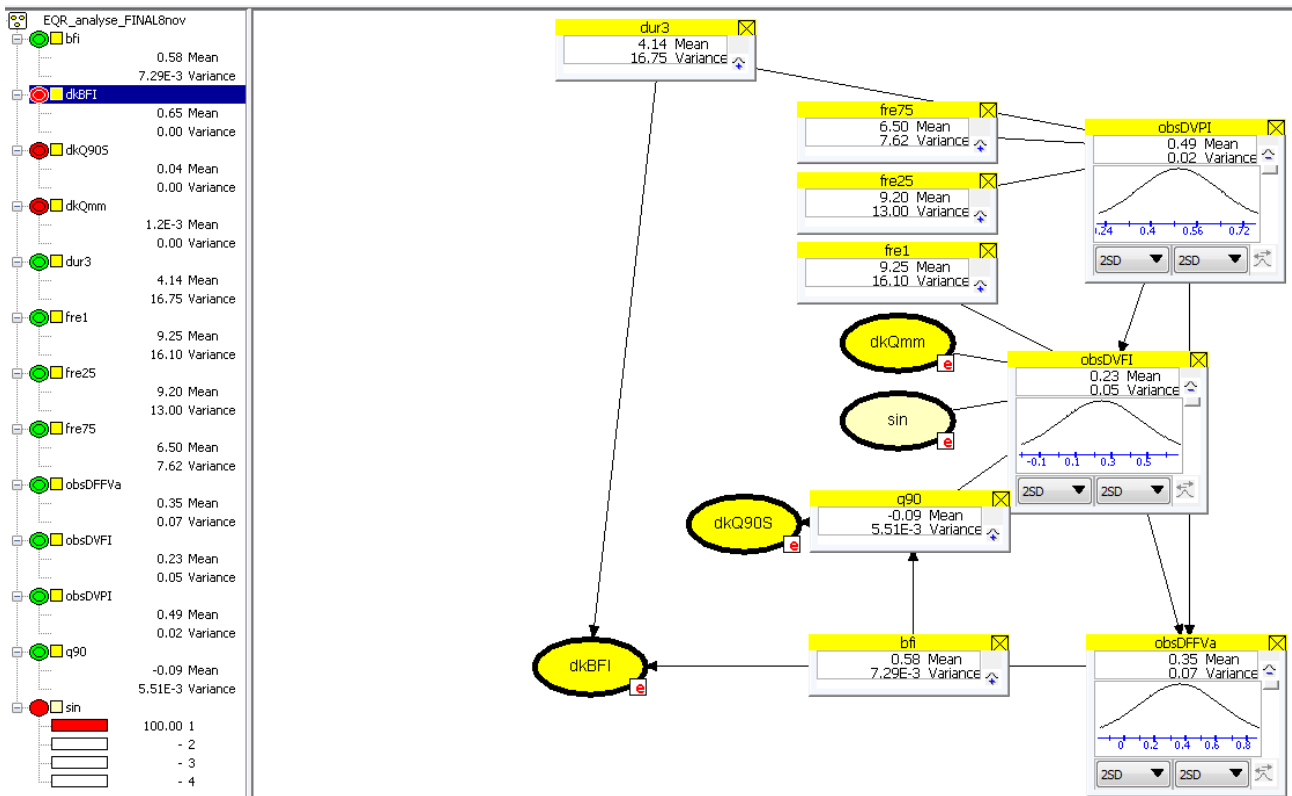 EQR_analyse_FINAL8nov
bfi
0.58 Mean
7.29E-3 Variance
dkBFI
0.65 Mean
0.00 Variance
dkQ90S
0.04 Mean
0.00 Variance
dkQmm
1.2E-3 Mean
0.00 Variance
dur3
4.14 Mean
16.75 Variance
fre1
9.25 Mean
16.10 Variance
fre25
9.20 Mean
13.00 Variance
fre75
6.50 Mean
7.62 Variance
obsDFFVa
0.35 Mean
0.07 Variance
obsDVFI
0.23 Mean
0.05 Variance
obsDVPI
0.49 Mean
0.02 Variance
q90
-0.09 Mean
5.51E-3 Variance
sin
100.00 1
- 2
- 3
- 4
dur3
4.14 Mean
16.75 Variance
fre75
6.50 Mean
7.62 Variance
fre25
9.20 Mean
13.00 Variance
fre1
9.25 Mean
16.10 Variance
obsDVPI
0.49 Mean
0.02 Variance
.24 0.4 0.56 0.72
2SD 2SD
dkQmm
e
sin
e
obsDVFI
0.23 Mean
0.05 Variance
-0.1 0.1 0.3 0.5
2SD 2SD
dkQ90S
e
q90
-0.09 Mean
5.51E-3 Variance
dkBFI
e
bfi
0.58 Mean
7.29E-3 Variance
obsDFFVa
0.35 Mean
0.07 Variance
0 0.2 0.4 0.6 0.8
2SD 2SD